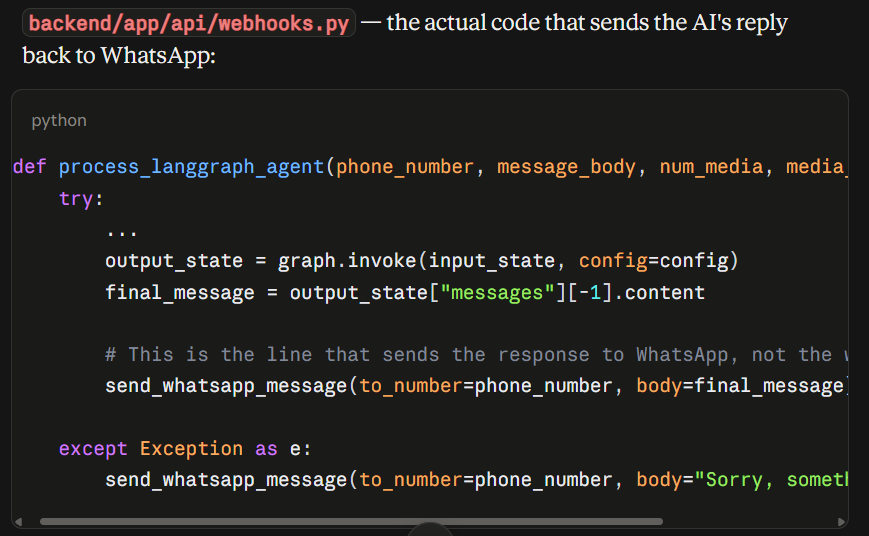 backend/app/api/webhooks.py — the actual code that sends the AI's reply
back to WhatsApp:
python
def process_langgraph_agent(phone_number, message_body, num_media, media_
    try:
        ...
        output_state = graph.invoke(input_state, config=config)
        final_message = output_state["messages"][-1].content
        # This is the line that sends the response to WhatsApp, not the
        send_whatsapp_message(to_number=phone_number, body=final_message)
    except Exception as e:
        send_whatsapp_message(to_number=phone_number, body="Sorry,